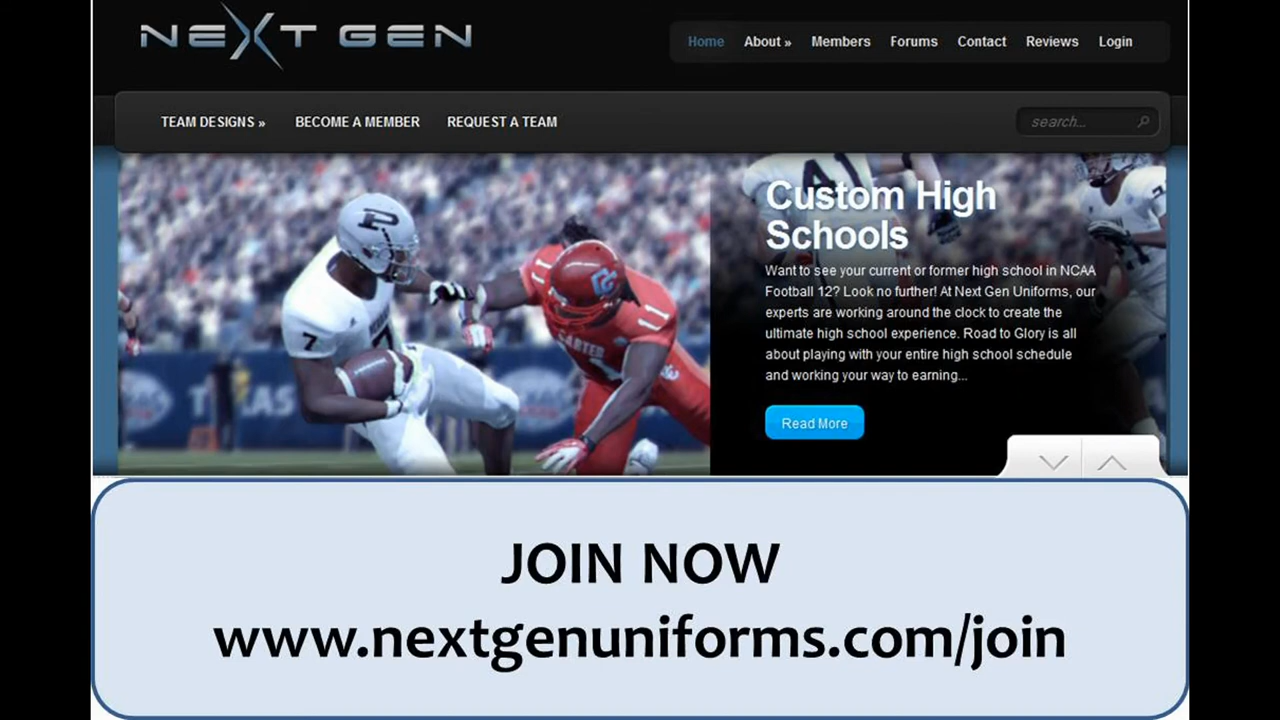 NEXT GEN
Home About » Members Forums Contact Reviews Login
TEAM DESIGNS » BECOME A MEMBER REQUEST A TEAM
search...
Custom High
Schools
Want to see your current or former high school in NCAA
Football 12? Look no further! At Next Gen Uniforms, our
experts are working around the clock to create the
ultimate high school experience. Road to Glory is all
about playing with your entire high school schedule
and working your way to earning...
Read More
P
7
11
CARTER
41
JOIN NOW
www.nextgenuniforms.com/join